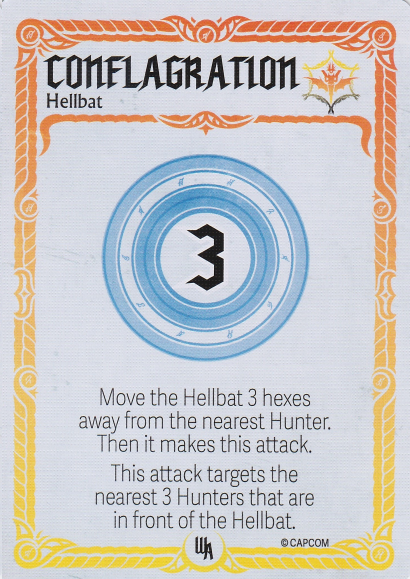 CONFLAGRATION
Hellbat
3
Move the Hellbat 3 hexes
away from the nearest Hunter.
Then it makes this attack.
This attack targets the
nearest 3 Hunters that are
in front of the Hellbat.
© CAPCOM